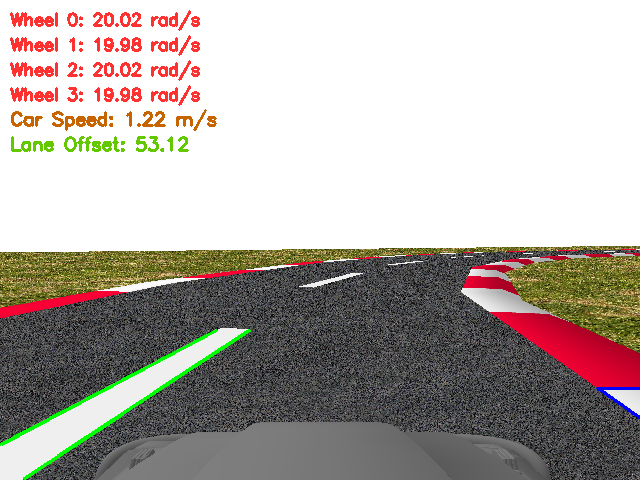 Wheel 0: 20.02 rad/s
Wheel 1: 19.98 rad/s
Wheel 2: 20.02 rad/s
Wheel 3: 19.98 rad/s
Car Speed: 1.22 m/s
Lane Offset: 53.12